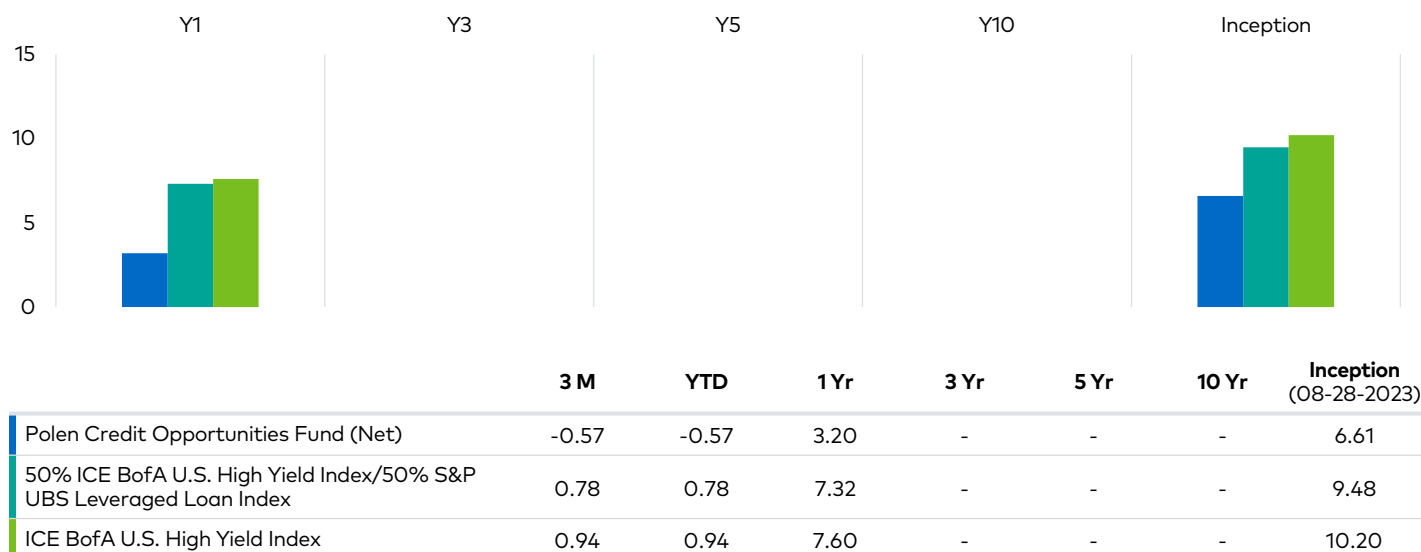 Y1 Y3 Y5 Y10 Inception
15
10
5
0
3 M YTD 1 Yr 3 Yr 5 Yr 10 Yr Inception
(08-28-2023)
Polen Credit Opportunities Fund (Net) -0.57 -0.57 3.20 - - - 6.61
50% ICE BofA U.S. High Yield Index/50% S&P
UBS Leveraged Loan Index 0.78 0.78 7.32 - - - 9.48
ICE BofA U.S. High Yield Index 0.94 0.94 7.60 - - - 10.20